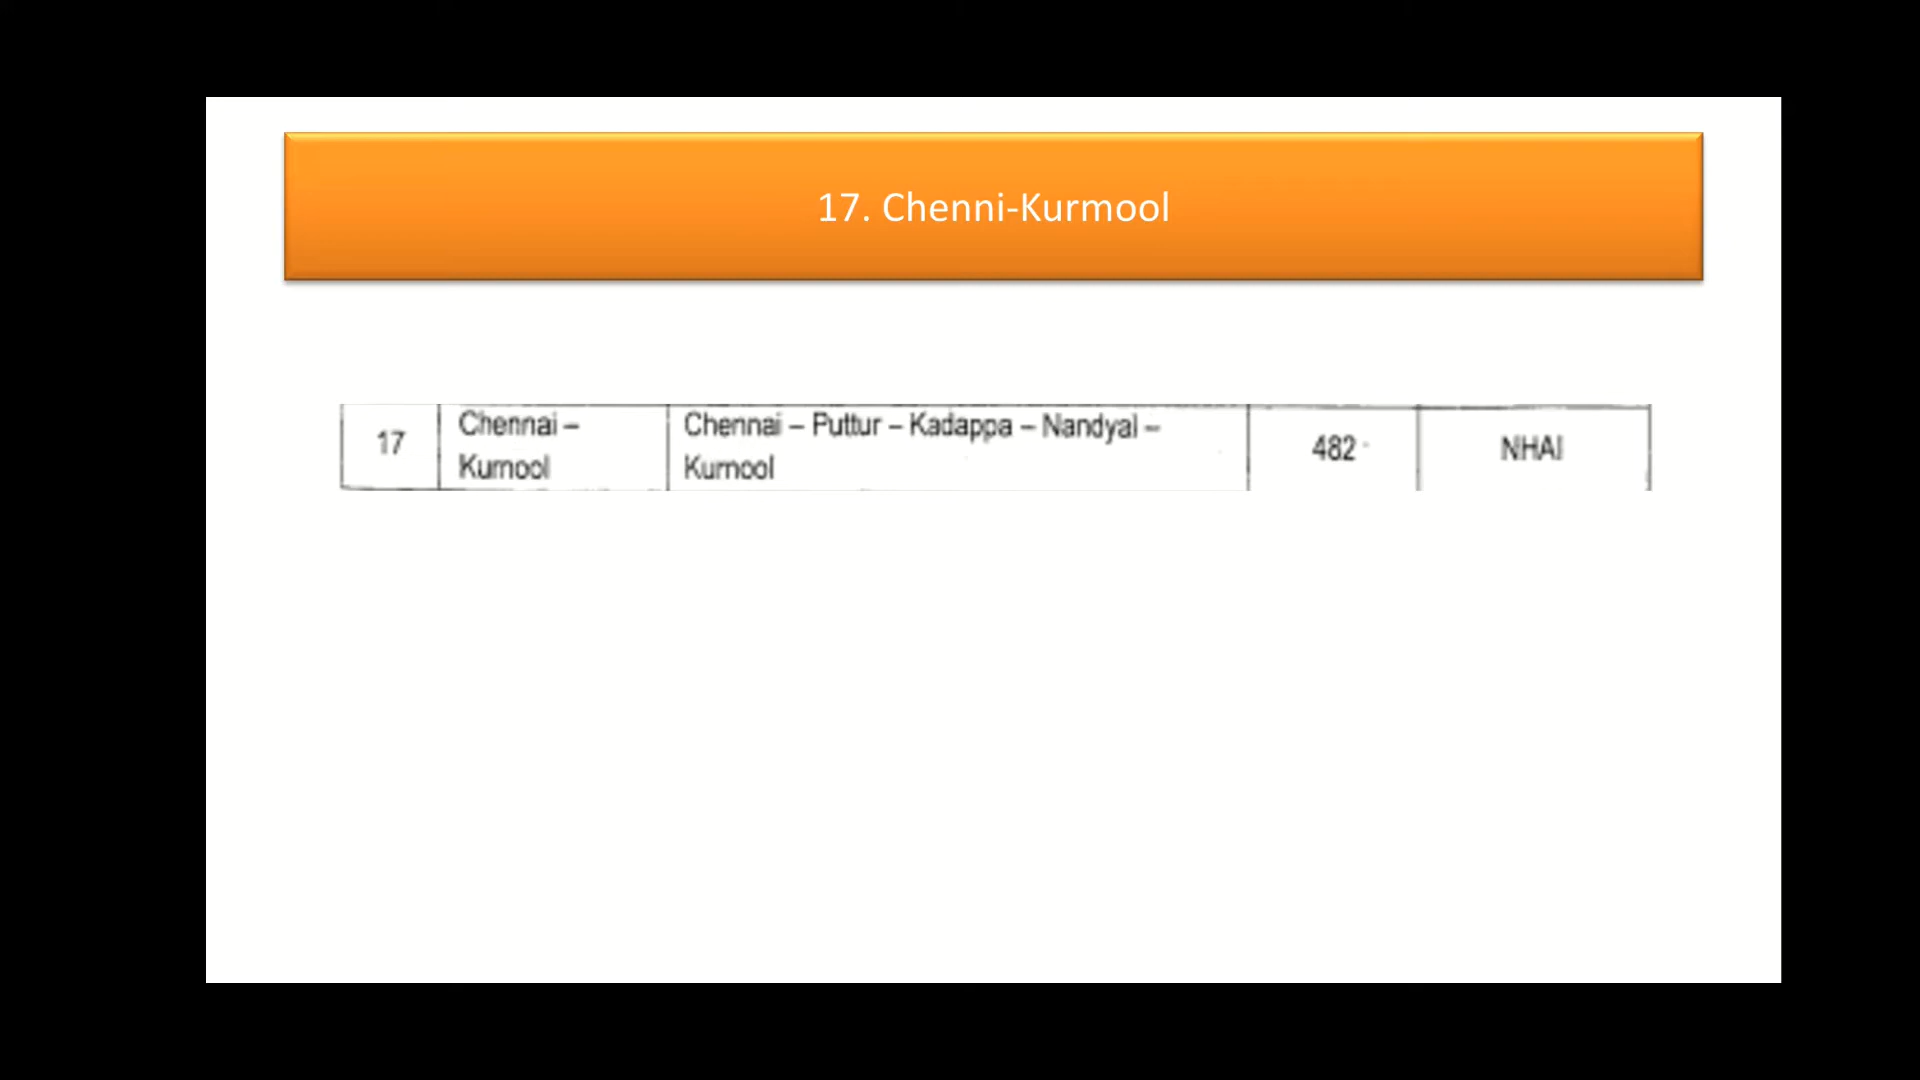 17. Chenni-Kurmool
17
Chennai –
Kurnool
Chennai – Puttur – Kadappa – Nandyal –
Kurnool
482
NHAI